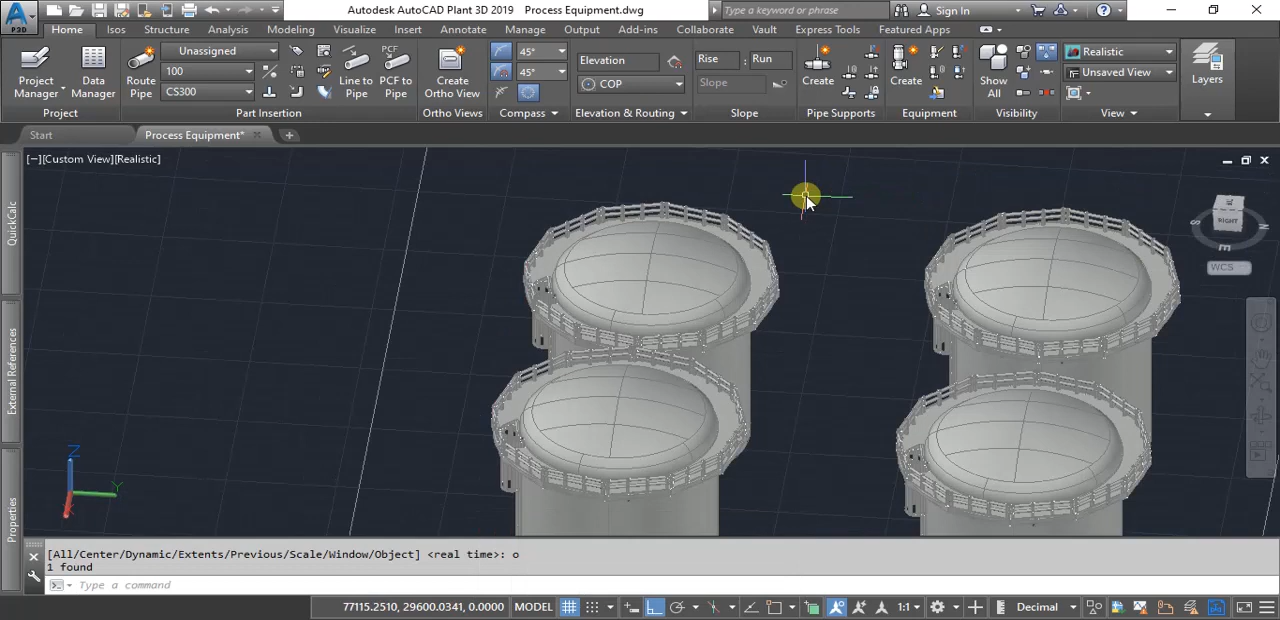 Autodesk AutoCAD Plant 3D 2019 Process Equipment.dwg
Type a keyword or phrase
Sign In
P3D
Home Isos Structure Analysis Modeling Visualize Insert Annotate Manage Output Add-ins Collaborate Vault Express Tools Featured Apps
Project Manager
Data Manager
Route Pipe
Unassigned
100
CS300
Line to Pipe
PCF to Pipe
Create Ortho View
45°
45°
Elevation
COP
Rise : Run
Slope
Create
Create
Show All
Realistic
Unsaved View
Layers
Project
Part Insertion
Ortho Views
Compass
Elevation & Routing
Slope
Pipe Supports
Equipment
Visibility
View
Start
Process Equipment*
[−][Custom View][Realistic]
QuickCalc
External References
Properties
RIGHT
S
N
E
WCS
Z
Y
[All/Center/Dynamic/Extents/Previous/Scale/Window/Object] <real time>: o
1 found
Type a command
77115.2510, 29600.0341, 0.0000 MODEL 1:1 Decimal